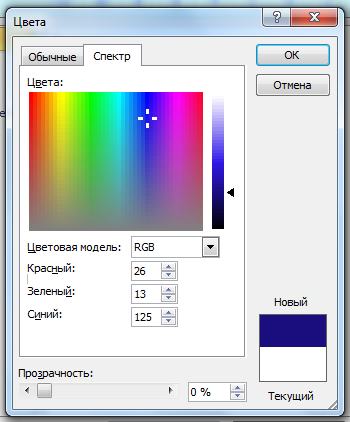 Цвета
Обычные
Спектр
OK
Отмена
Цвета:
Цветовая модель: RGB
Красный: 26
Зеленый: 13
Синий: 125
Новый
Текущий
Прозрачность:
0 %